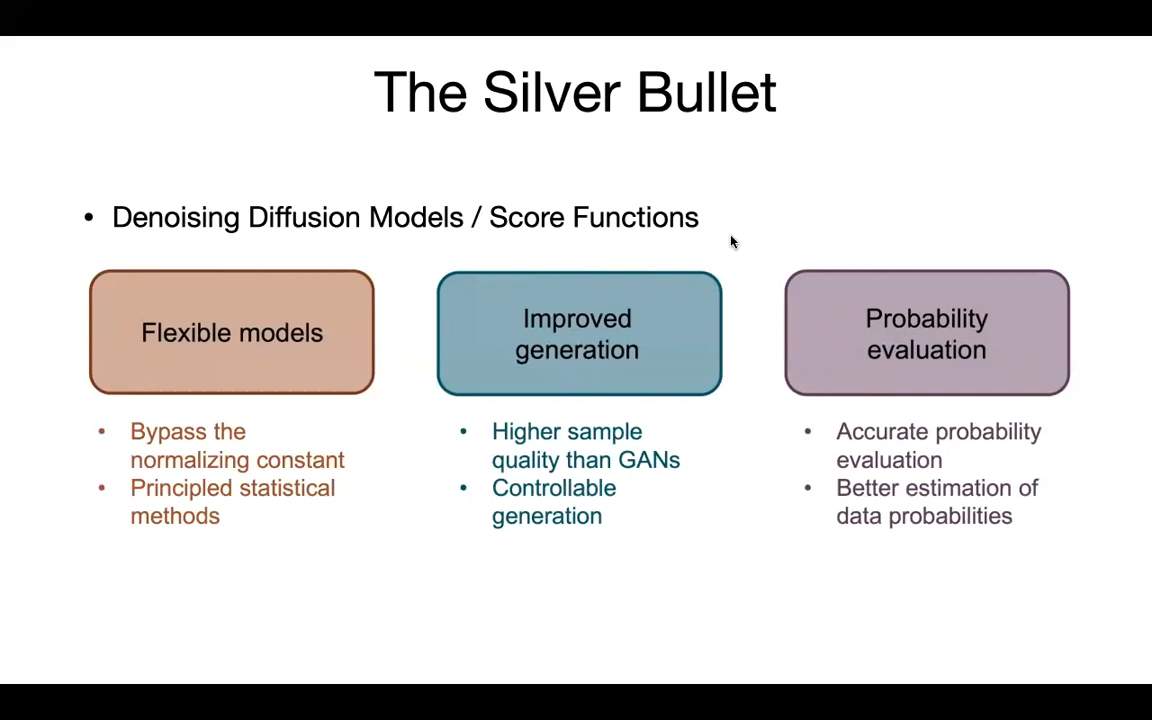 The Silver Bullet
• Denoising Diffusion Models / Score Functions
Flexible models
• Bypass the
normalizing constant
• Principled statistical
methods
Improved
generation
• Higher sample
quality than GANs
• Controllable
generation
Probability
evaluation
• Accurate probability
evaluation
• Better estimation of
data probabilities